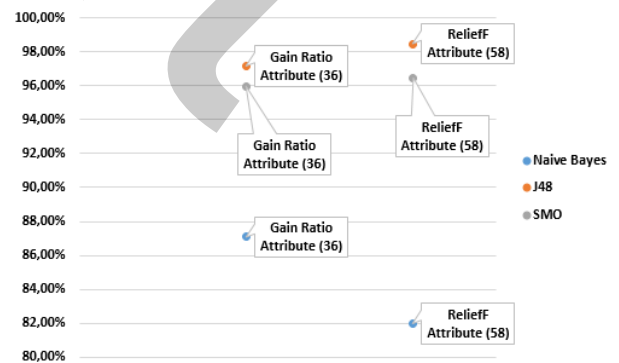 100,00%
98,00%
96,00%
94,00%
92,00%
90,00%
88,00%
86,00%
84,00%
82,00%
80,00%
Gain Ratio
Attribute (36)
ReliefF
Attribute (58)
Gain Ratio
Attribute (36)
ReliefF
Attribute (58)
Gain Ratio
Attribute (36)
ReliefF
Attribute (58)
Naive Bayes
J48
SMO